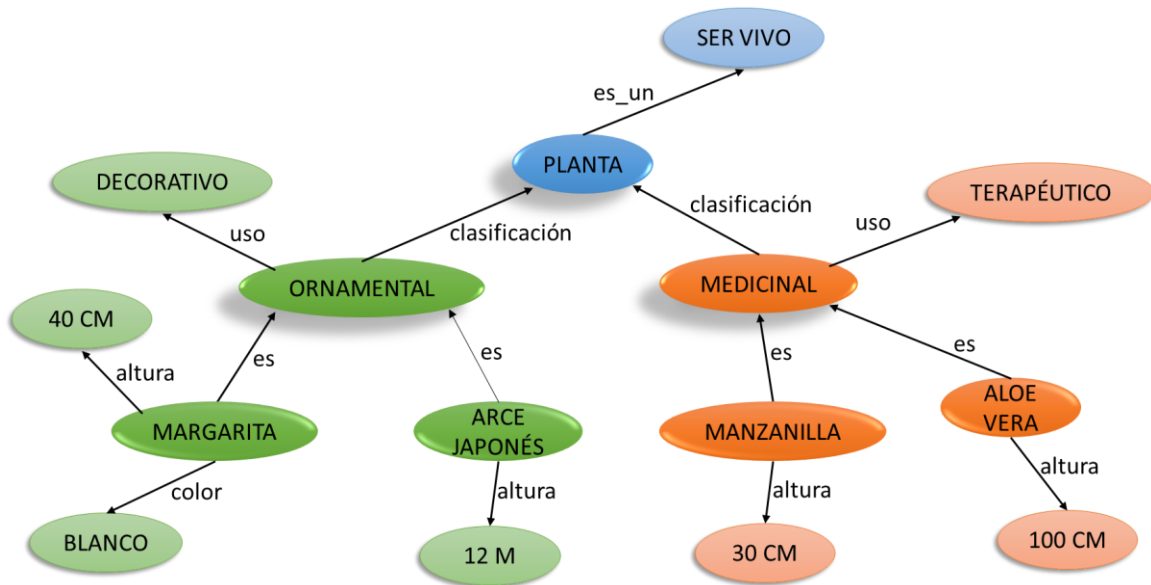 SER VIVO
es_un
PLANTA
DECORATIVO
TERAPÉUTICO
uso
clasificación
clasificación
uso
ORNAMENTAL
MEDICINAL
40 CM
altura
es
es
es
es
MARGARITA
ARCE
JAPONÉS
MANZANILLA
ALOE
VERA
color
altura
altura
altura
BLANCO
12 M
30 CM
100 CM